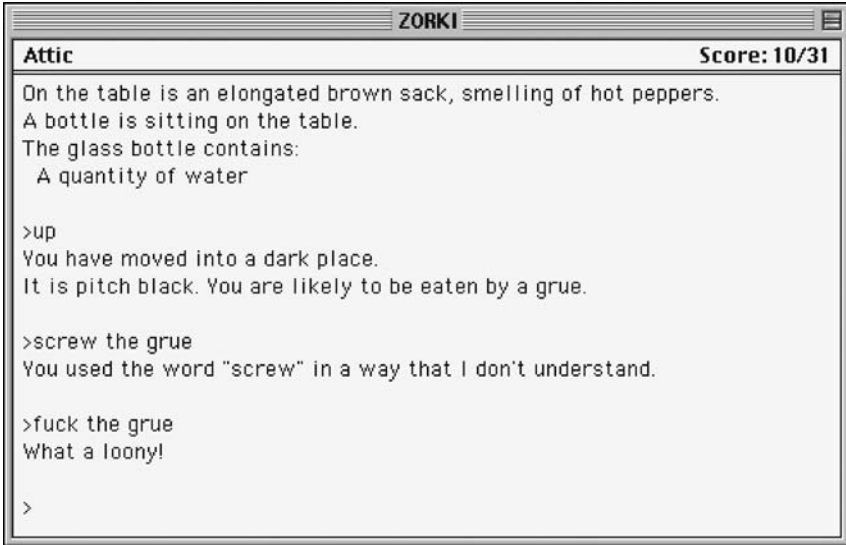 ZORKI
Attic Score: 10/31
On the table is an elongated brown sack, smelling of hot peppers.
A bottle is sitting on the table.
The glass bottle contains:
A quantity of water
>up
You have moved into a dark place.
It is pitch black. You are likely to be eaten by a grue.
>screw the grue
You used the word "screw" in a way that I don't understand.
>fuck the grue
What a loony!
>